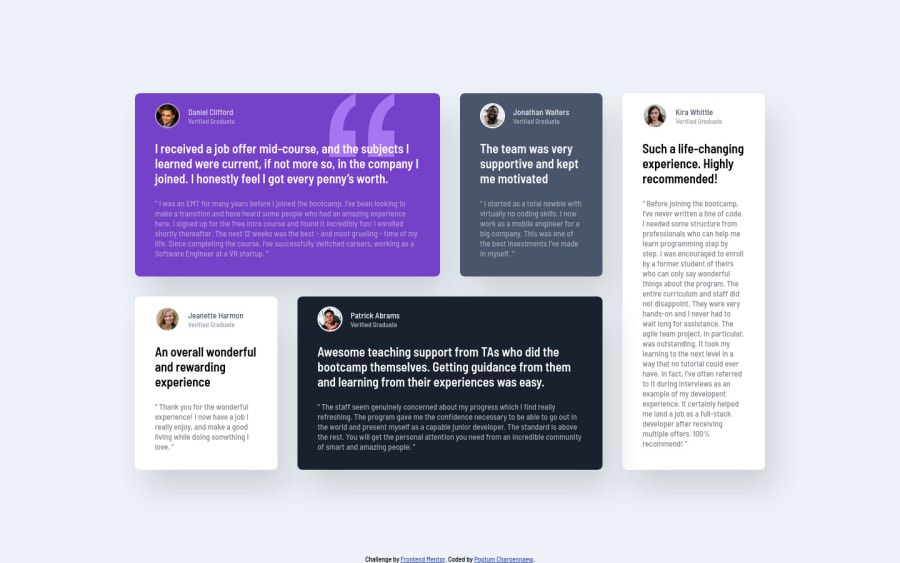 Daniel Clifford
Verified Graduate
I received a job offer mid-course, and the subjects I
learned were current, if not more so, in the company I
joined. I honestly feel I got every penny's worth.
" I was an EMT for many years before I joined the bootcamp. I've been looking to
make a transition and have heard some people who had an amazing experience
here. I signed up for the free intro course and found it incredibly fun! I enrolled
shortly thereafter. The next 12 weeks was the best - and most grueling - time of my
life. Since completing the course, I've successfully switched careers, working as a
Software Engineer at a VR startup. "
Jonathan Walters
Verified Graduate
The team was very
supportive and kept
me motivated
" I started as a total newbie with
virtually no coding skills. I now
work as a mobile engineer for a
big company. This was one of
the best investments I've made
in myself. "
Kira Whittle
Verified Graduate
Such a life-changing
experience. Highly
recommended!
" Before joining the bootcamp,
I've never written a line of code.
I needed some structure from
professionals who can help me
learn programming step by
step. I was encouraged to enroll
by a former student of theirs
who can only say wonderful
things about the program. The
entire curriculum and staff did
not disappoint. They were very
hands-on and I never had to
wait long for assistance. The
agile team project, in particular,
was outstanding. It took my
learning to the next level in a
way that no tutorial could ever
have. In fact, I've often referred
to it during interviews as an
example of my developent
experience. It certainly helped
me land a job as a full-stack
developer after receiving
multiple offers. 100%
recommend! "
Jeanette Harmon
Verified Graduate
An overall wonderful
and rewarding
experience
" Thank you for the wonderful
experience! I now have a job I
really enjoy, and make a good
living while doing something I
love. "
Patrick Abrams
Verified Graduate
Awesome teaching support from TAs who did the
bootcamp themselves. Getting guidance from them
and learning from their experiences was easy.
" The staff seem genuinely concerned about my progress which I find really
refreshing. The program gave me the confidence necessary to be able to go out in
the world and present myself as a capable junior developer. The standard is above
the rest. You will get the personal attention you need from an incredible community
of smart and amazing people. "
Challenge by Frontend Mentor. Coded by Poptum Charoennaew.